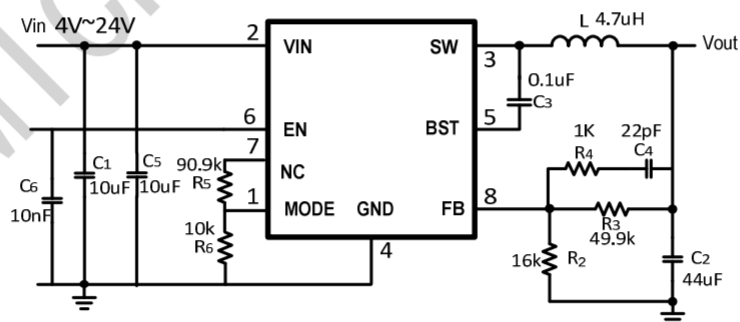 Vin 4V~24V
2
VIN
SW
3
L 4.7uH
Vout
0.1uF
C3
6
EN
BST
5
7
NC
1K
R4
22pF
C4
C1
10uF
C5
10uF
90.9k
R5
C6
10nF
1
MODE
GND
FB
8
R3
49.9k
10k
R6
4
16k
R2
C2
44uF